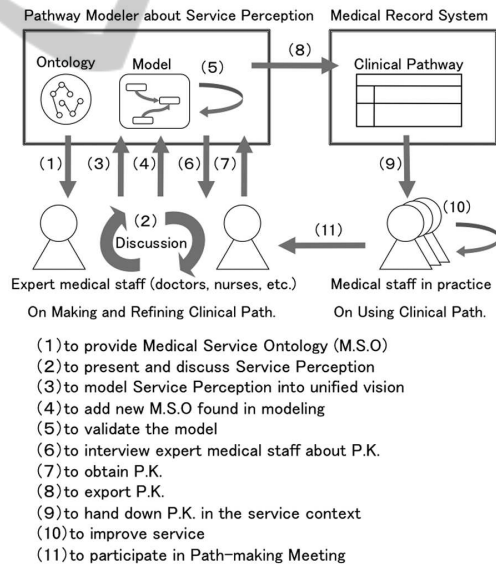 Pathway Modeler about Service Perception
Medical Record System
Ontology
Model
(5)
(8)
Clinical Pathway
(1)
(3)
(4)
(6)
(7)
(9)
(2)
Discussion
(11)
(10)
Expert medical staff (doctors, nurses, etc.)
Medical staff in practice
On Making and Refining Clinical Path.
On Using Clinical Path.
(1)to provide Medical Service Ontology (M.S.O)
(2)to present and discuss Service Perception
(3)to model Service Perception into unified vision
(4)to add new M.S.O found in modeling
(5)to validate the model
(6)to interview expert medical staff about P.K.
(7)to obtain P.K.
(8)to export P.K.
(9)to hand down P.K. in the service context
(10)to improve service
(11)to participate in Path-making Meeting